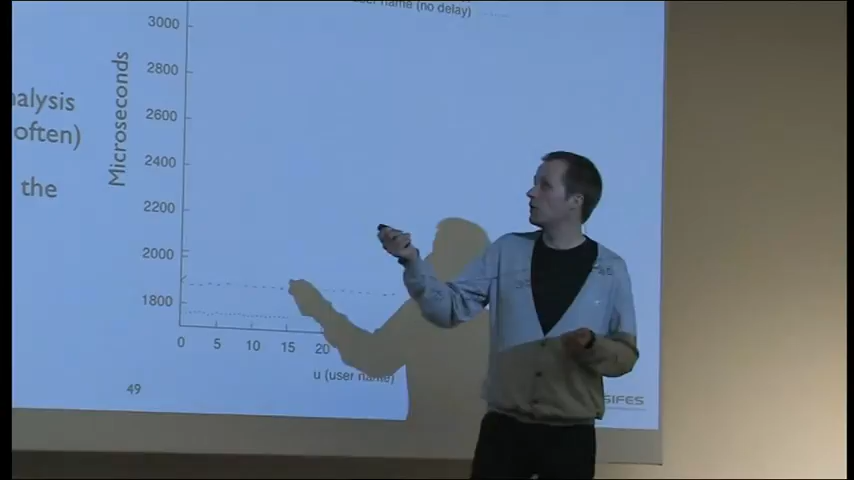 user name (no delay)
nalysis
often)
the
Microseconds
3000
2800
2600
2400
2200
2000
1800
0 5 10 15 20
u (user name)
49
SIFES